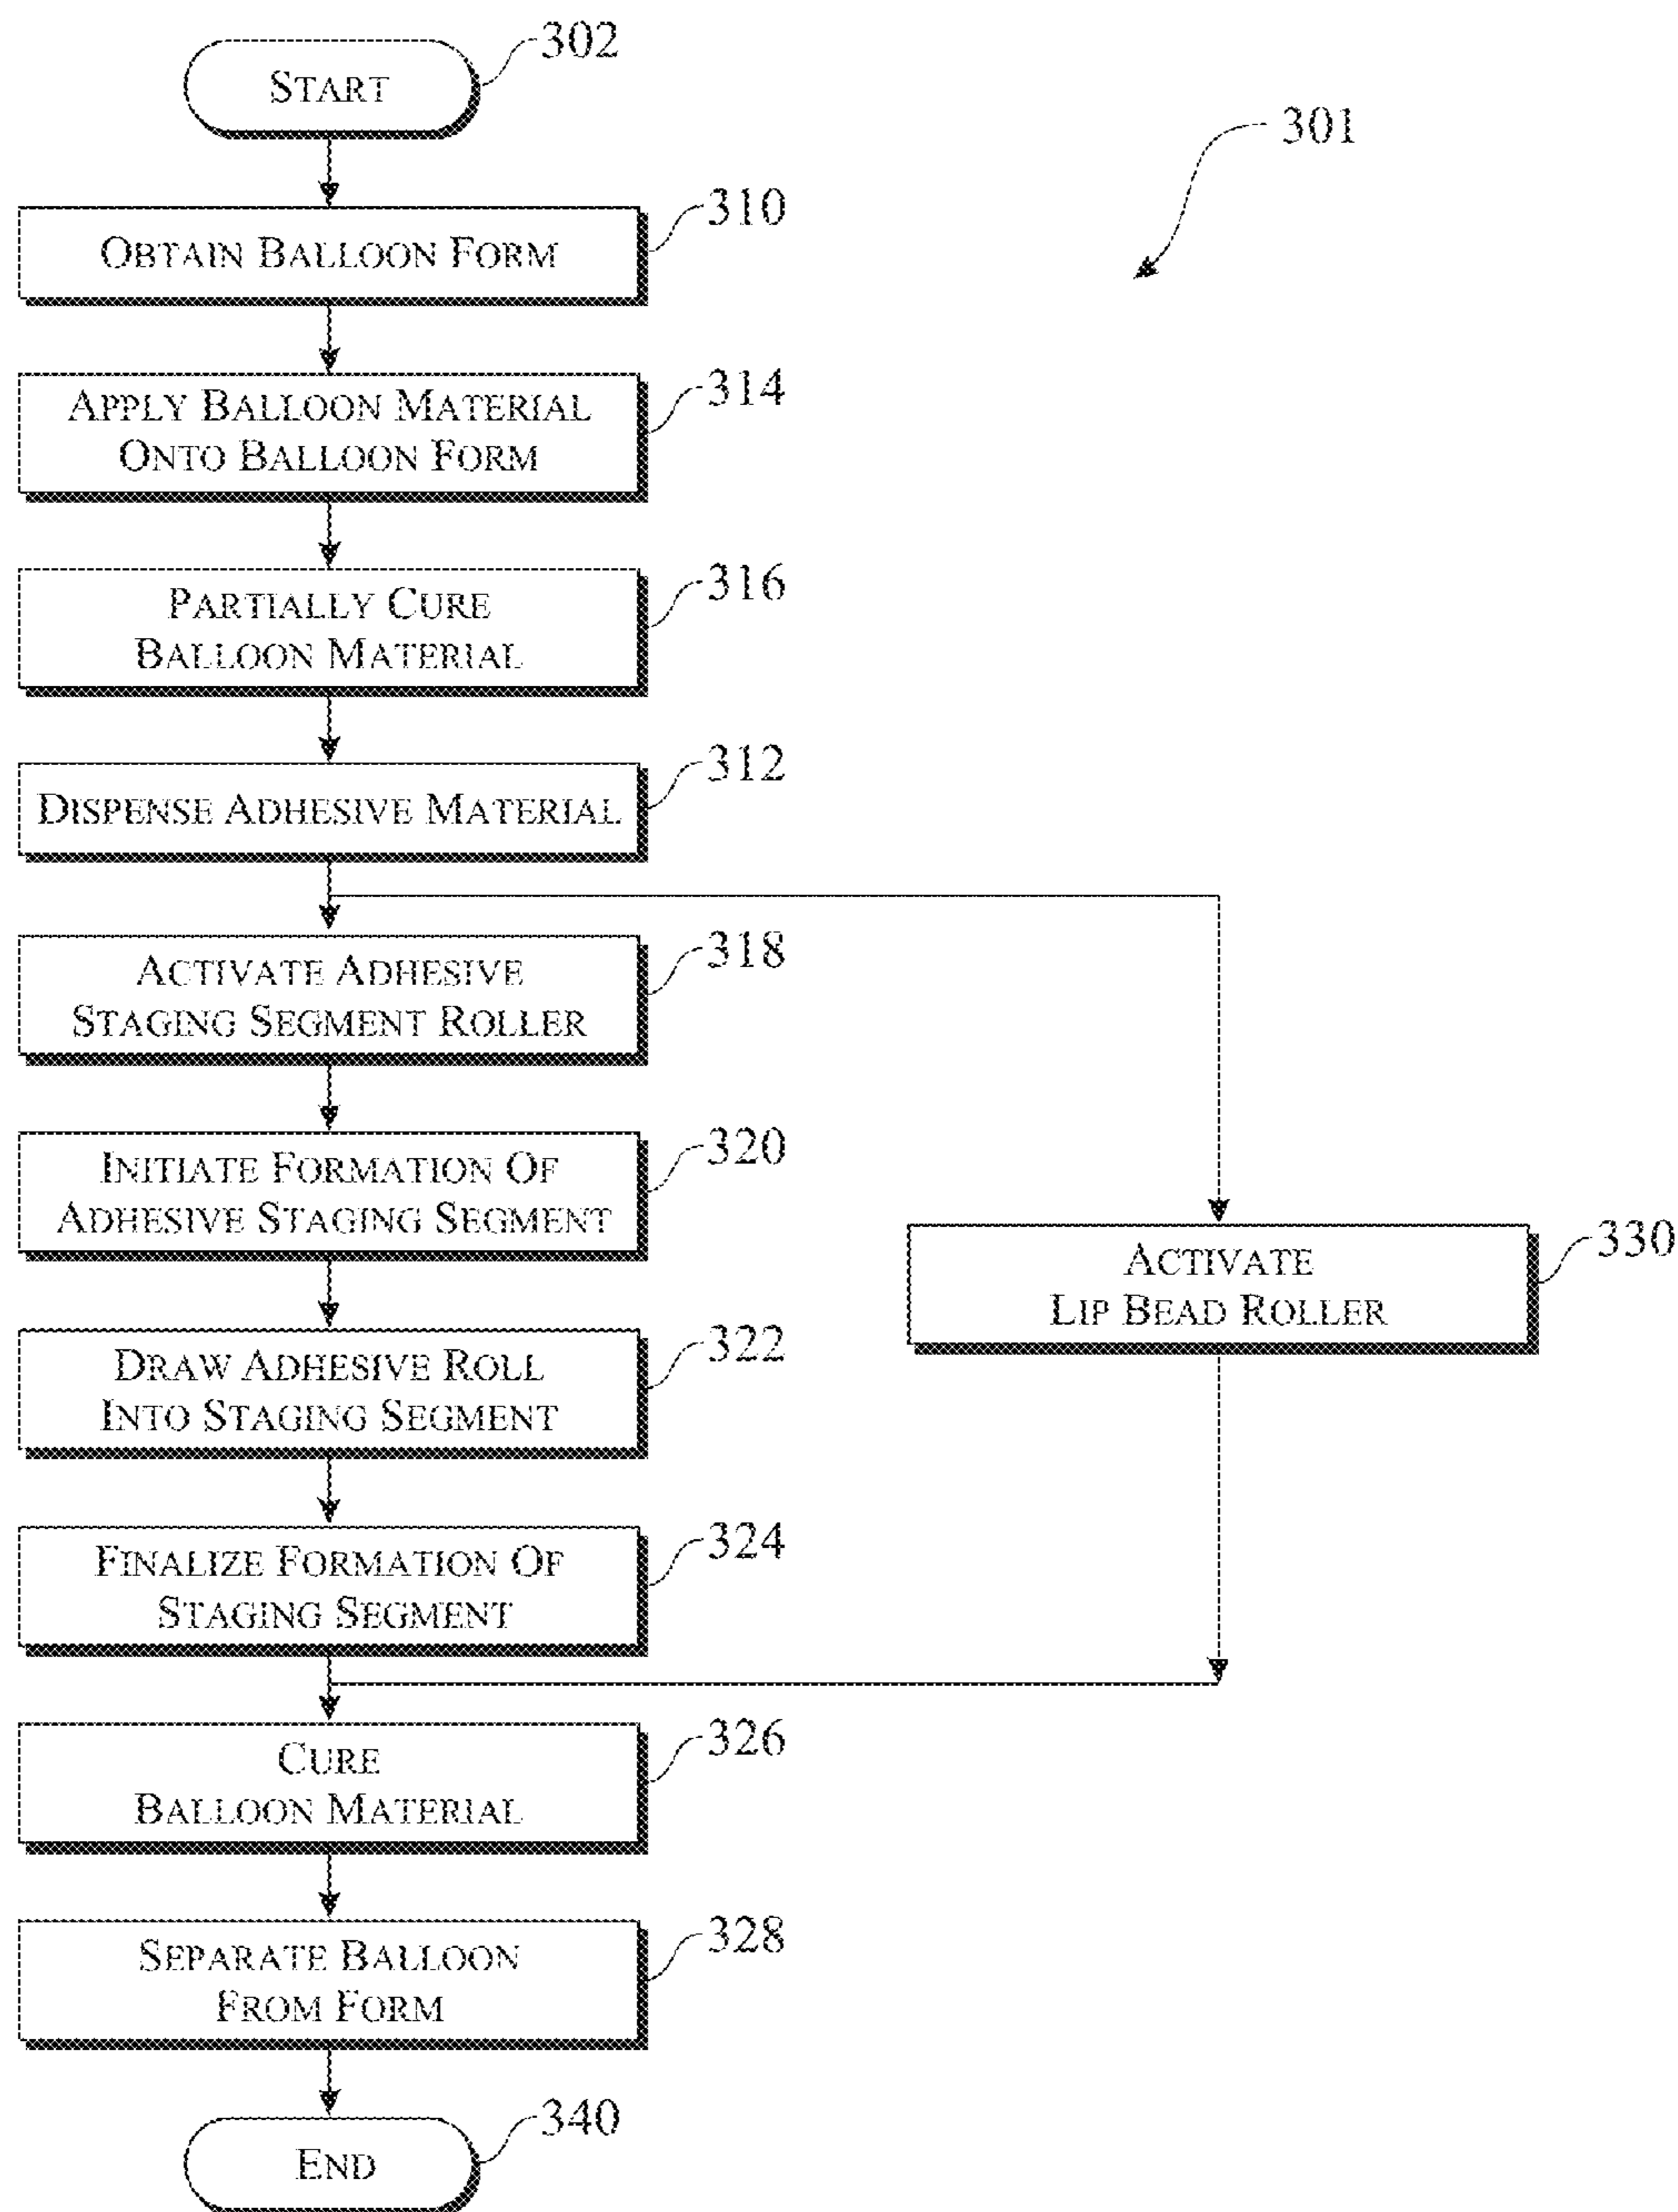 START
302
301
OBTAIN BALLOON FORM
310
APPLY BALLOON MATERIAL
ONTO BALLOON FORM
314
PARTIALLY CURE
BALLOON MATERIAL
316
DISPENSE ADHESIVE MATERIAL
312
ACTIVATE ADHESIVE
STAGING SEGMENT ROLLER
318
INITIATE FORMATION OF
ADHESIVE STAGING SEGMENT
320
ACTIVATE
LIP BEAD ROLLER
330
DRAW ADHESIVE ROLL
INTO STAGING SEGMENT
322
FINALIZE FORMATION OF
STAGING SEGMENT
324
CURE
BALLOON MATERIAL
326
SEPARATE BALLOON
FROM FORM
328
END
340